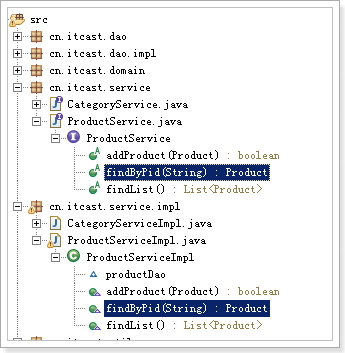 src
cn.itcast.dao
cn.itcast.dao.impl
cn.itcast.domain
cn.itcast.service
CategoryService.java
ProductService.java
ProductService
addProduct(Product) : boolean
findByPid(String) : Product
findList() : List<Product>
cn.itcast.service.impl
CategoryServiceImpl.java
ProductServiceImpl.java
ProductServiceImpl
productDao
addProduct(Product) : boolean
findByPid(String) : Product
findList() : List<Product>